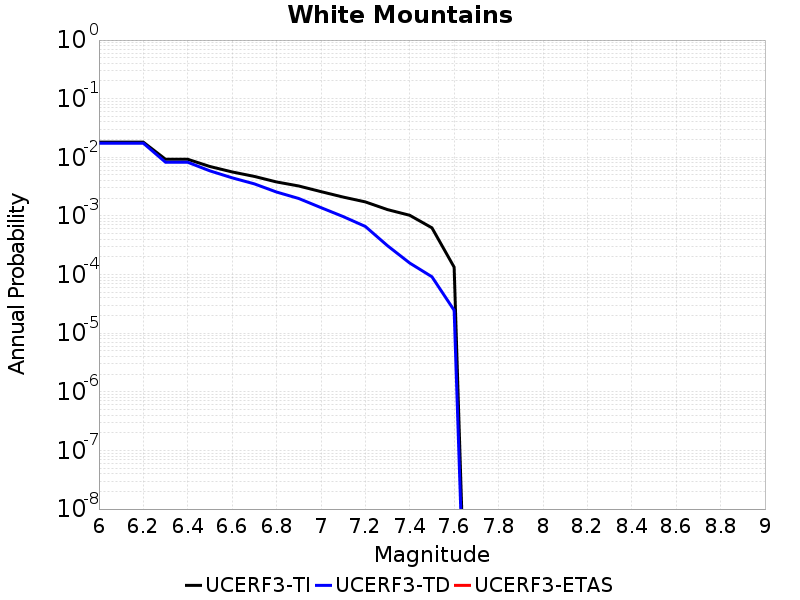 White Mountains
10^0
10^-1
10^-2
10^-3
10^-4
10^-5
10^-6
10^-7
10^-8
Annual Probability
6 6.2 6.4 6.6 6.8 7 7.2 7.4 7.6 7.8 8 8.2 8.4 8.6 8.8 9
Magnitude
UCERF3-TI UCERF3-TD UCERF3-ETAS